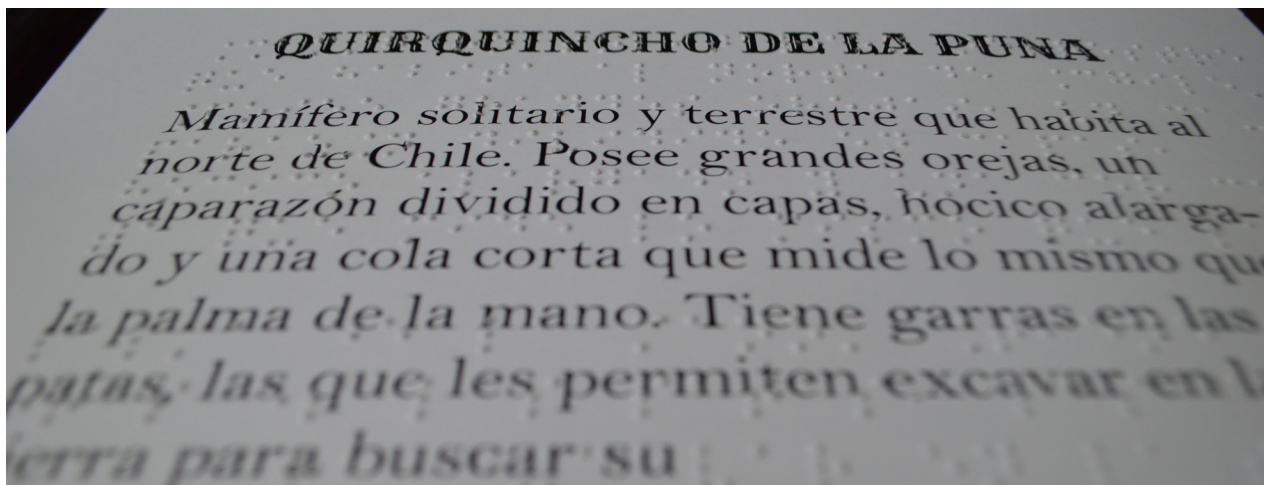 QUIRQUINCHO DE LA PUNA
Mamífero solitario y terrestre que habita al
norte de Chile. Posee grandes orejas, un
caparazón dividido en capas, hocico alarga-
do y una cola corta que mide lo mismo que
la palma de la mano. Tiene garras en las
patas, las que les permiten excavar en
para buscar su